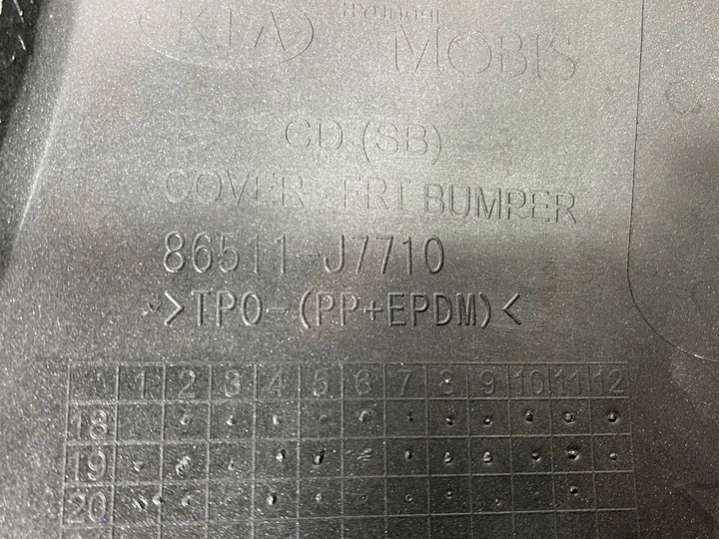 KIA HYUNDAI
MOBIS
CD (SB)
COVER-FRT BUMPER
86511-J7710
>TPO-(PP+EPDM)<
1 2 3 4 5 6 7 8 9 10 11 12
18
19
20